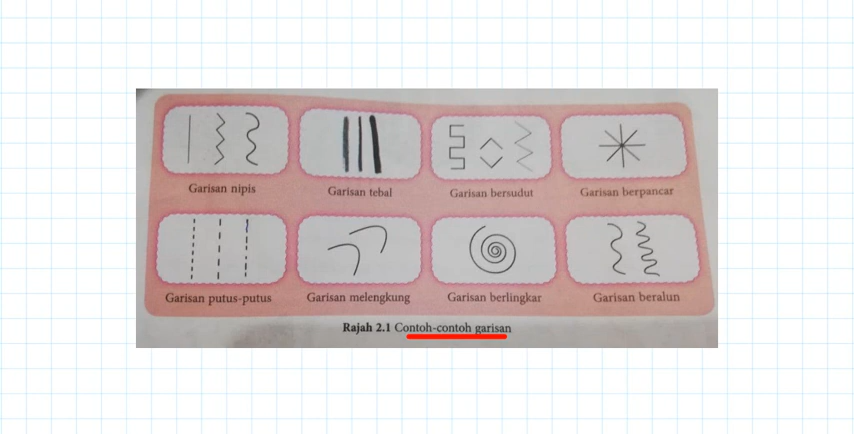 Garisan nipis
Garisan tebal
Garisan bersudut
Garisan berpancar
Garisan putus-putus
Garisan melengkung
Garisan berlingkar
Garisan beralun
Rajah 2.1 Contoh-contoh garisan